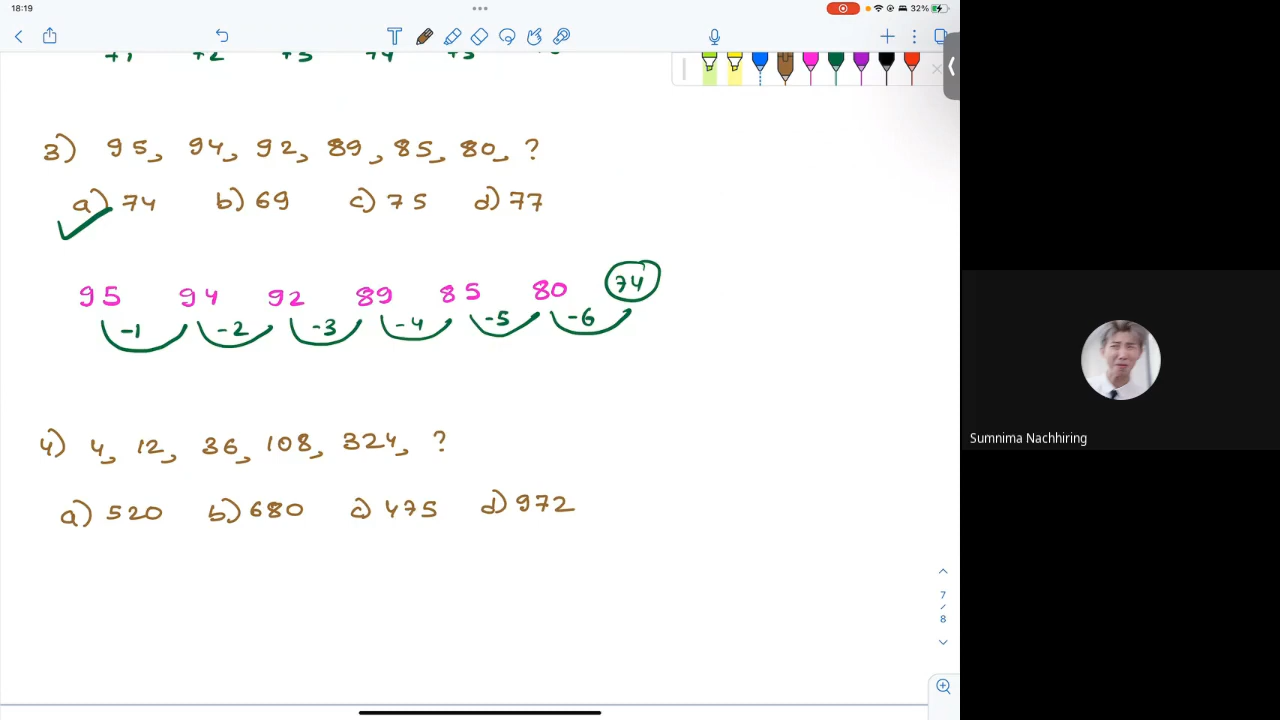 18:19
32%
+1 +2
3) 95, 94, 92, 89, 85, 80, ?
a) 74 b) 69 c) 75 d) 77
95 94 92 89 85 80 74
-1 -2 -3 -4 -5 -6
4) 4, 12, 36, 108, 324, ?
a) 520 b) 680 c) 475 d) 972
7
/
8
Sumnima Nachhiring